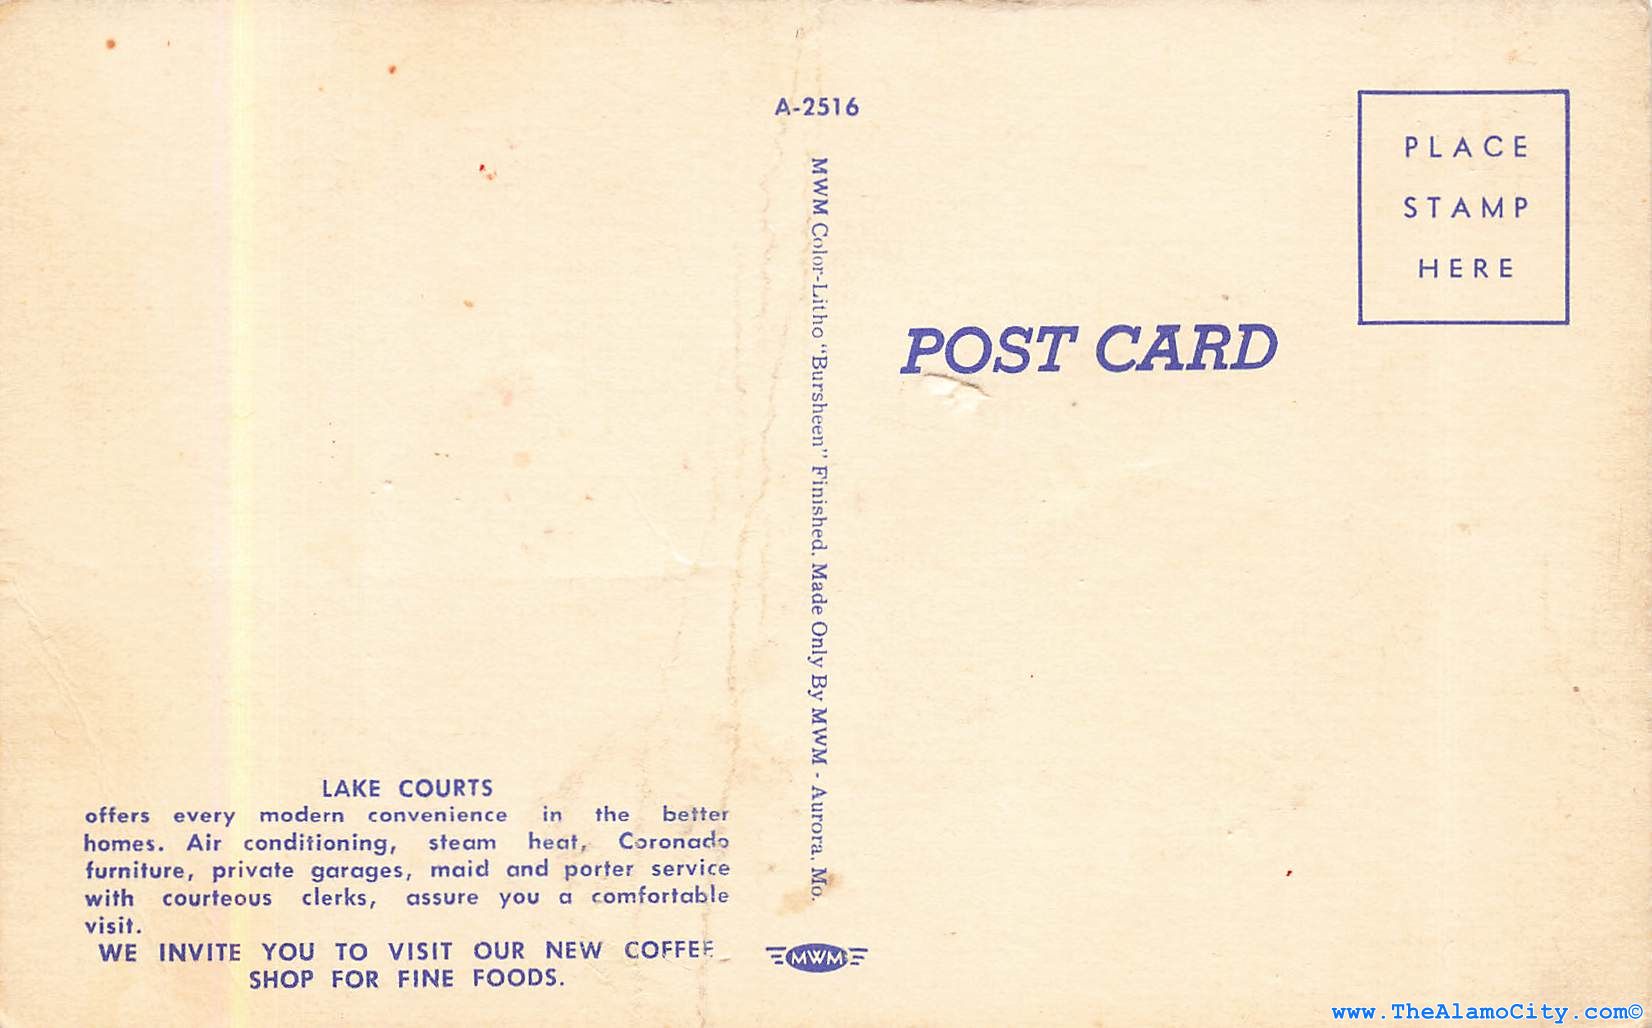 A-2516
PLACE
STAMP
HERE
POST CARD
MWM Color-Litho "Bursheen" Finished. Made Only By MWM - Aurora, Mo.
LAKE COURTS
offers every modern convenience in the better
homes. Air conditioning, steam heat, Coronado
furniture, private garages, maid and porter service
with courteous clerks, assure you a comfortable
visit.
WE INVITE YOU TO VISIT OUR NEW COFFEE
SHOP FOR FINE FOODS.
MWM
www.TheAlamoCity.com©